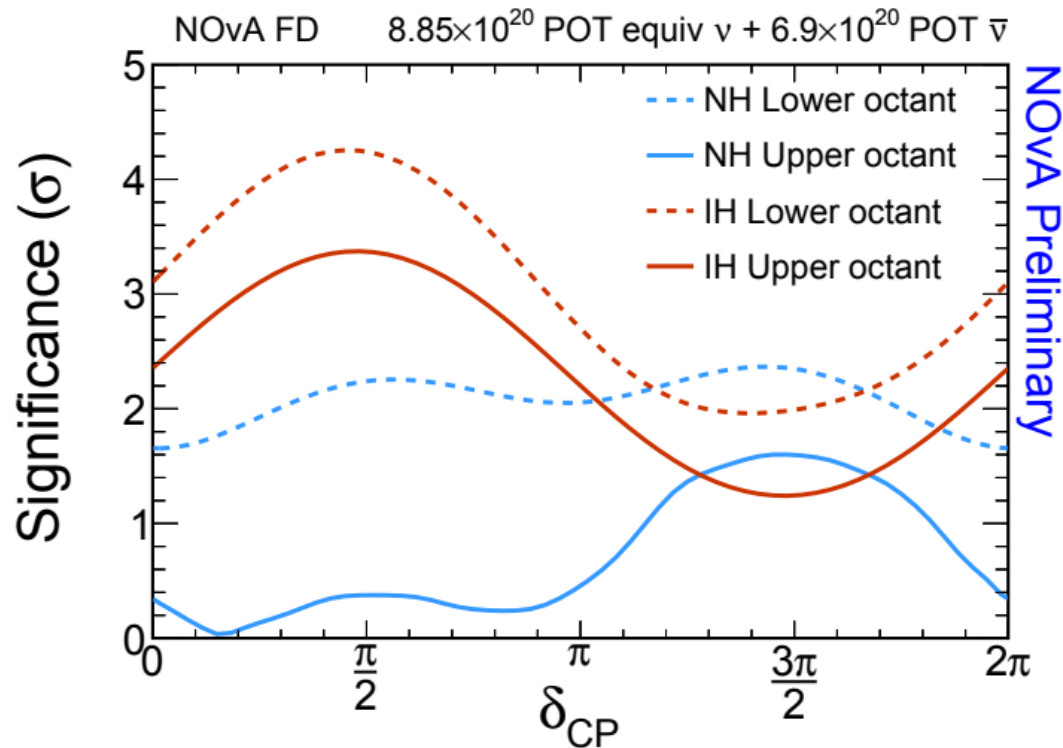 NOvA FD 8.85×10²⁰ POT equiv ν + 6.9×10²⁰ POT ν̅
5
4
3
2
1
0
Significance (σ)
NH Lower octant
NH Upper octant
IH Lower octant
IH Upper octant
NOvA Preliminary
0
π/2
π
3π/2
2π
δCP